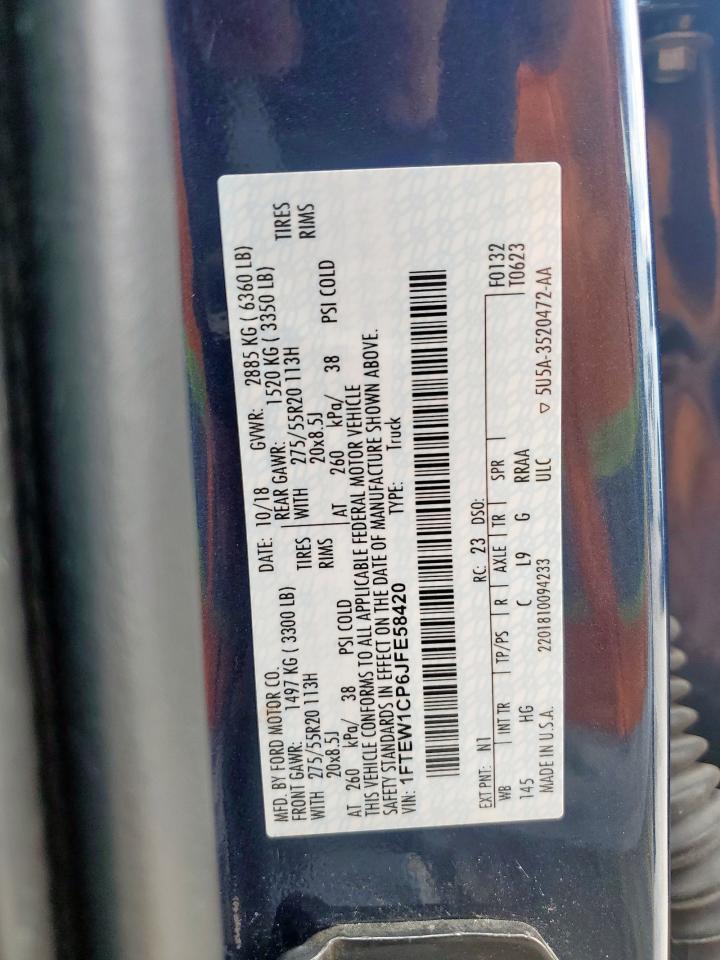 MFD. BY FORD MOTOR CO. DATE: 10/18 GVWR: 2885 KG ( 6360 LB)
FRONT GAWR: 1497 KG ( 3300 LB) REAR GAWR: 1520 KG ( 3350 LB)
WITH 275/55R20 113H TIRES WITH 275/55R20 113H TIRES
20x8.5J RIMS 20x8.5J RIMS
AT 260 kPa/ 38 PSI COLD AT 260 kPa/ 38 PSI COLD
THIS VEHICLE CONFORMS TO ALL APPLICABLE FEDERAL MOTOR VEHICLE
SAFETY STANDARDS IN EFFECT ON THE DATE OF MANUFACTURE SHOWN ABOVE.
VIN: 1FTEW1CP6JFE58420 TYPE: Truck
EXT PNT: N1 RC: 23 DSO: F0132
WB INT TR TP/PS R AXLE TR SPR T0623
145 HG C L9 G RRAA
MADE IN U.S.A. 2201810094233 ULC ▽ 5U5A-3520472-AA